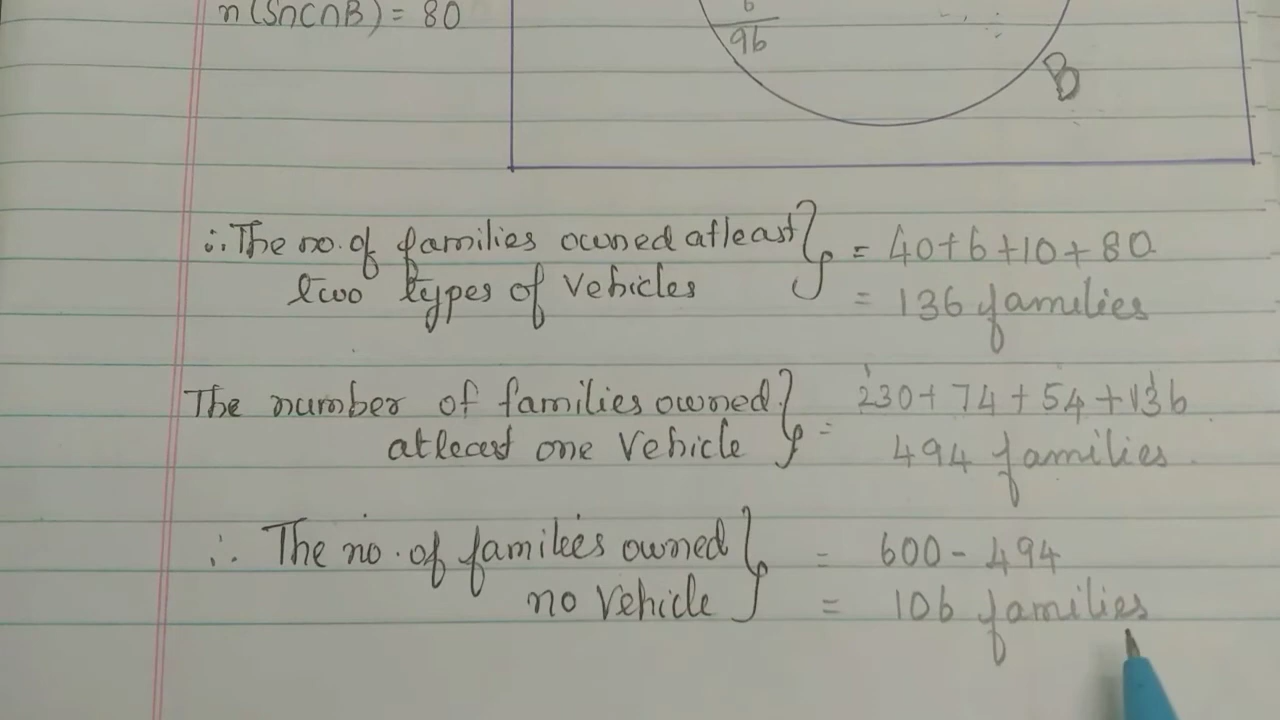 n(S∩C∩B) = 80
6
96
B
∴ The no. of families owned atleast } = 40+6+10+80
two types of vehicles = 136 families
The number of families owned } = 230+74+54+136
atleast one vehicle 494 families.
∴ The no. of families owned } = 600-494
no vehicle = 106 families